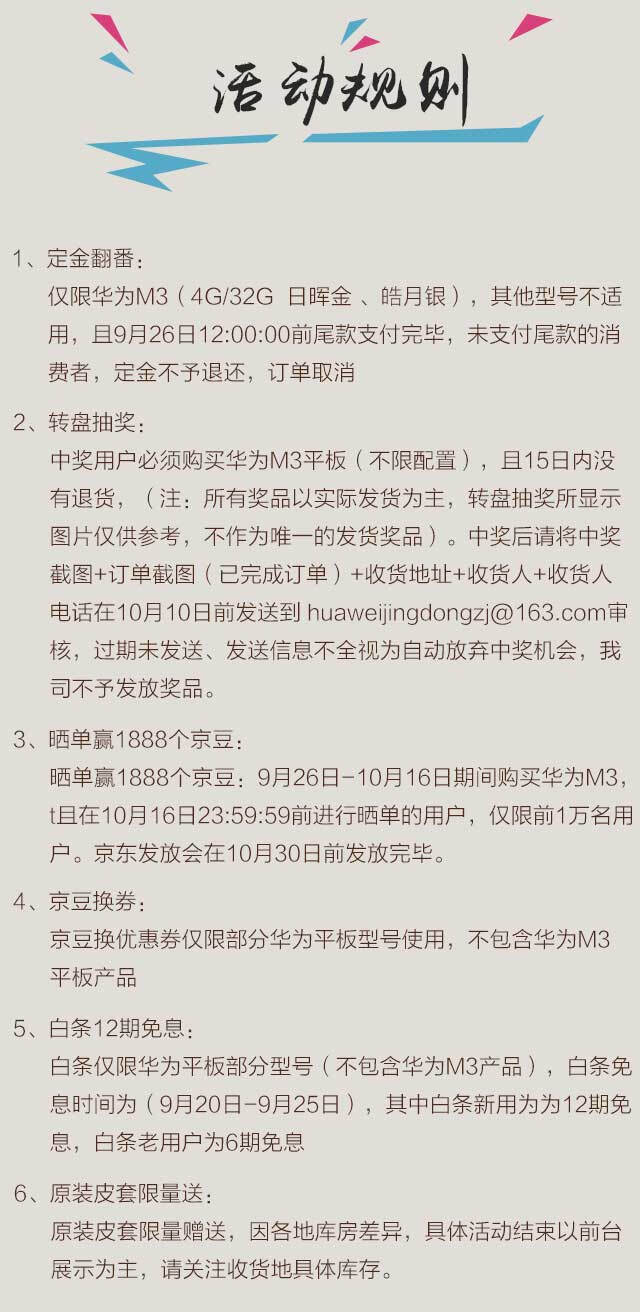 活动规则
1、定金翻番：
仅限华为M3（4G/32G 日晖金 、皓月银），其他型号不适
用，且9月26日12:00:00前尾款支付完毕，未支付尾款的消
费者，定金不予退还，订单取消
2、转盘抽奖：
中奖用户必须购买华为M3平板（不限配置），且15日内没
有退货，（注：所有奖品以实际发货为主，转盘抽奖所显示
图片仅供参考，不作为唯一的发货奖品）。中奖后请将中奖
截图+订单截图（已完成订单）+收货地址+收货人+收货人
电话在10月10日前发送到 huaweijingdongzj@163.com审
核，过期未发送、发送信息不全视为自动放弃中奖机会，我
司不予发放奖品。
3、晒单赢1888个京豆：
晒单赢1888个京豆：9月26日-10月16日期间购买华为M3，
t且在10月16日23:59:59前进行晒单的用户，仅限前1万名用
户。京东发放会在10月30日前发放完毕。
4、京豆换券：
京豆换优惠券仅限部分华为平板型号使用，不包含华为M3
平板产品
5、白条12期免息：
白条仅限华为平板部分型号（不包含华为M3产品），白条免
息时间为（9月20日-9月25日），其中白条新用为为12期免
息，白条老用户为6期免息
6、原装皮套限量送：
原装皮套限量赠送，因各地库房差异，具体活动结束以前台
展示为主，请关注收货地具体库存。